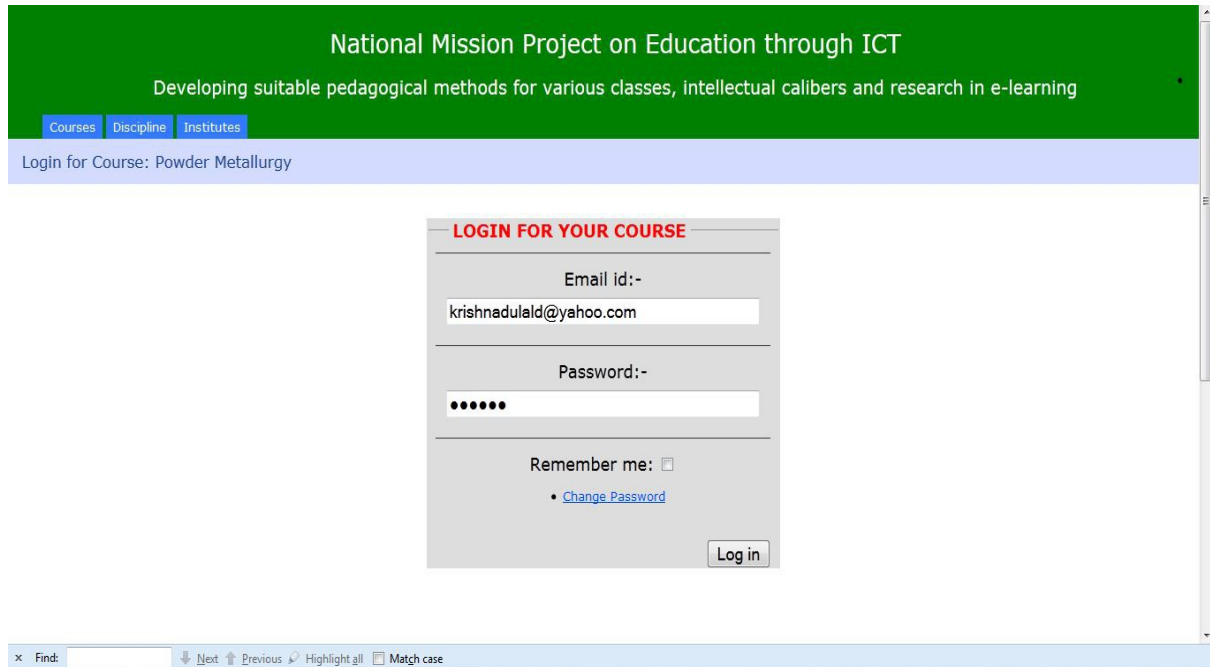 National Mission Project on Education through ICT
Developing suitable pedagogical methods for various classes, intellectual calibers and research in e-learning
Courses Discipline Institutes
Login for Course: Powder Metallurgy
LOGIN FOR YOUR COURSE
Email id:-
krishnadulald@yahoo.com
Password:-
••••••
Remember me:
• Change Password
Log in
x Find: Next Previous Highlight all Match case